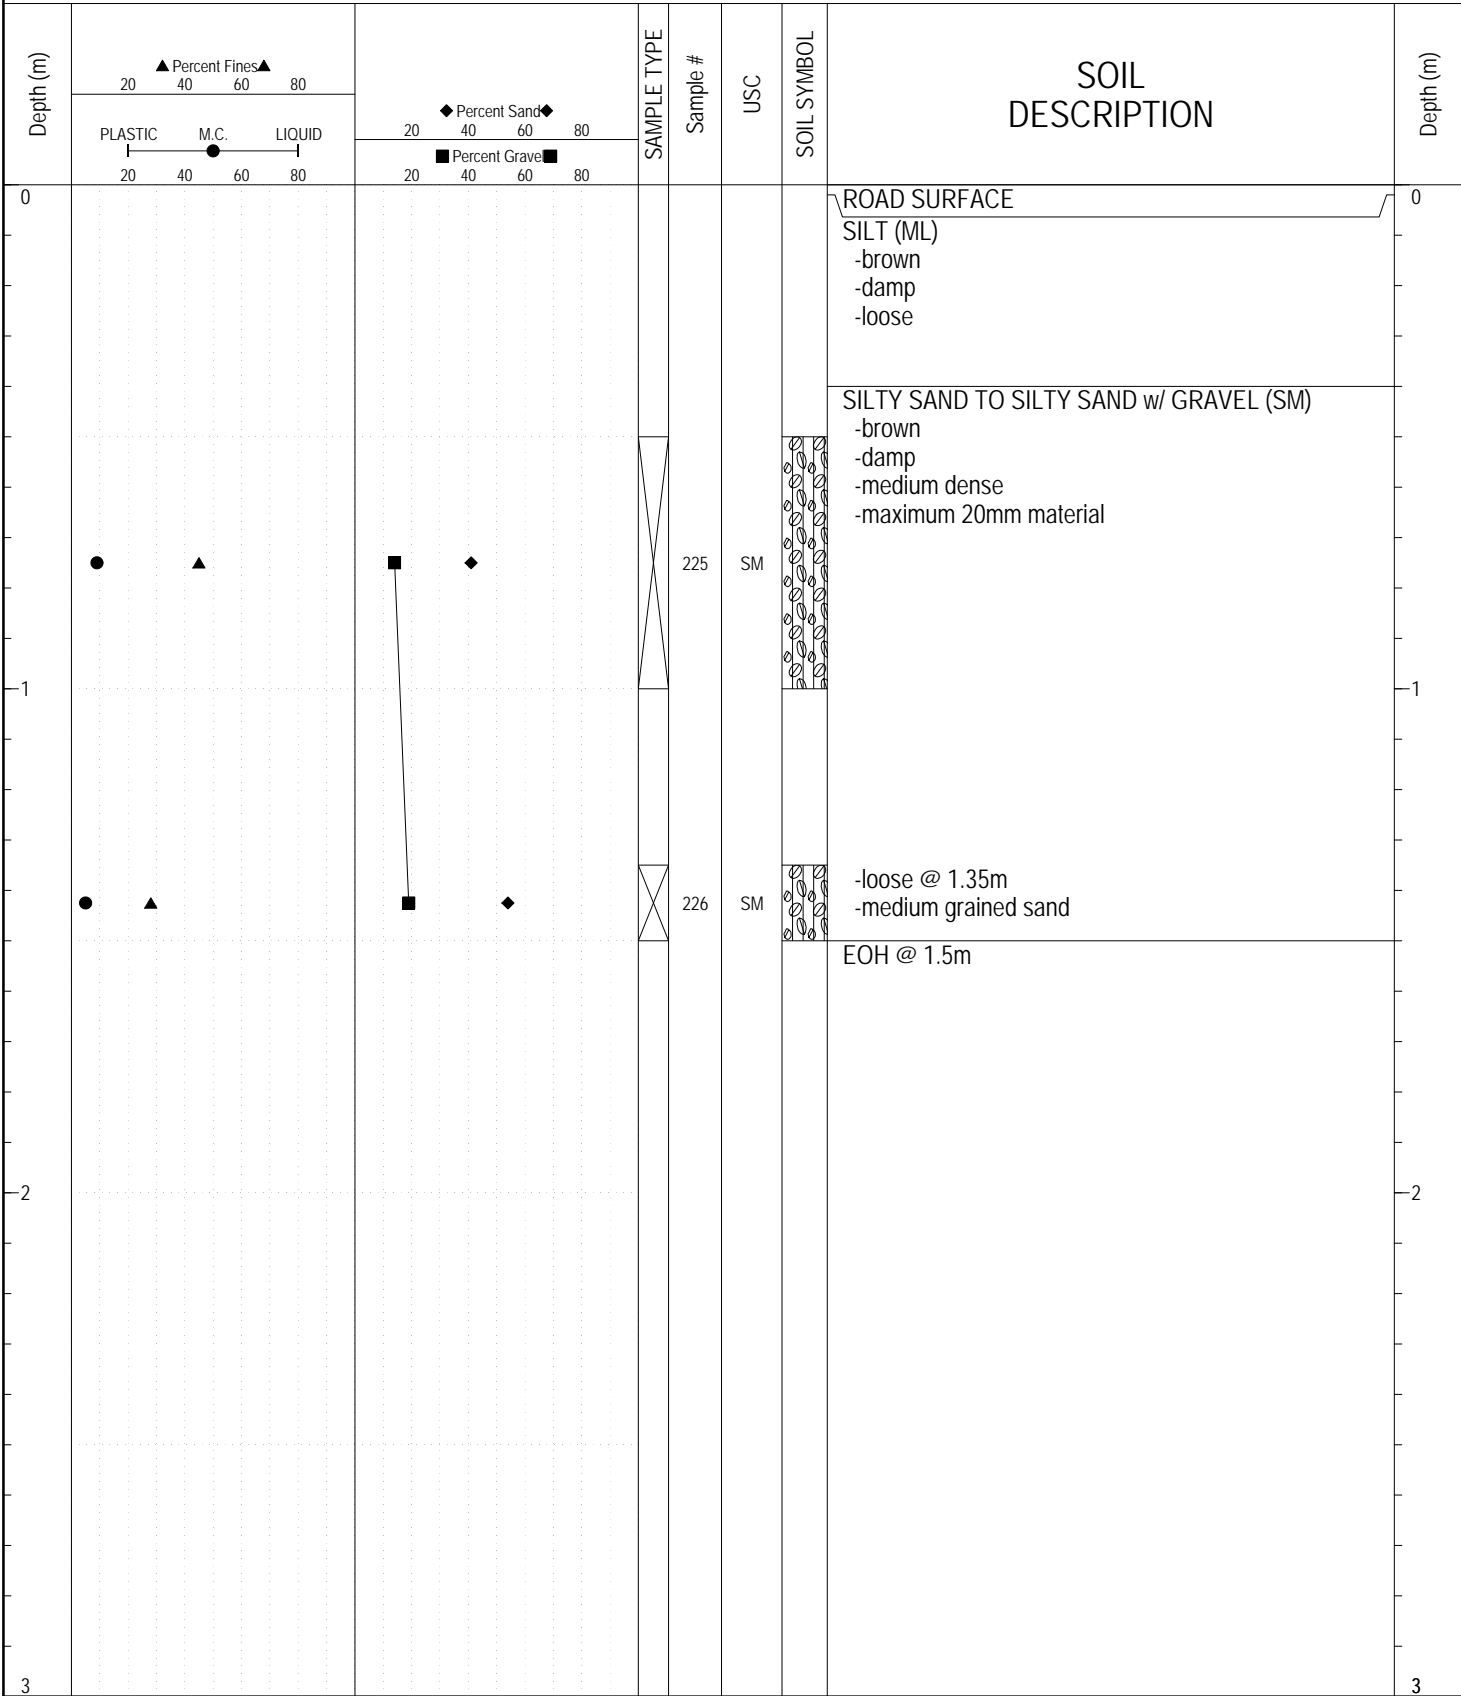 Depth (m)
▲ Percent Fines ▲
20 40 60 80
PLASTIC M.C. LIQUID
20 40 60 80
◆ Percent Sand ◆
20 40 60 80
■ Percent Gravel ■
20 40 60 80
SAMPLE TYPE
Sample #
USC
SOIL SYMBOL
SOIL
DESCRIPTION
Depth (m)
0 0
ROAD SURFACE
SILT (ML)
-brown
-damp
-loose
SILTY SAND TO SILTY SAND w/ GRAVEL (SM)
-brown
-damp
-medium dense
-maximum 20mm material
225 SM
1 1
-loose @ 1.35m
226 SM -medium grained sand
EOH @ 1.5m
2 2
3 3